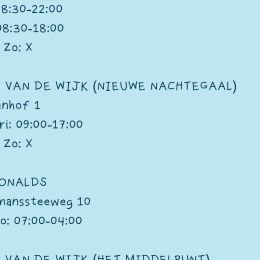 8:30-22:00
8:30-18:00
Zo: X
VAN DE WIJK (NIEUWE NACHTEGAAL)
enhof 1
ri: 09:00-17:00
Zo: X
ONALDS
manssteeweg 10
o: 07:00-04:00
VAN DE WIJK (HET MIDDELPUNT)